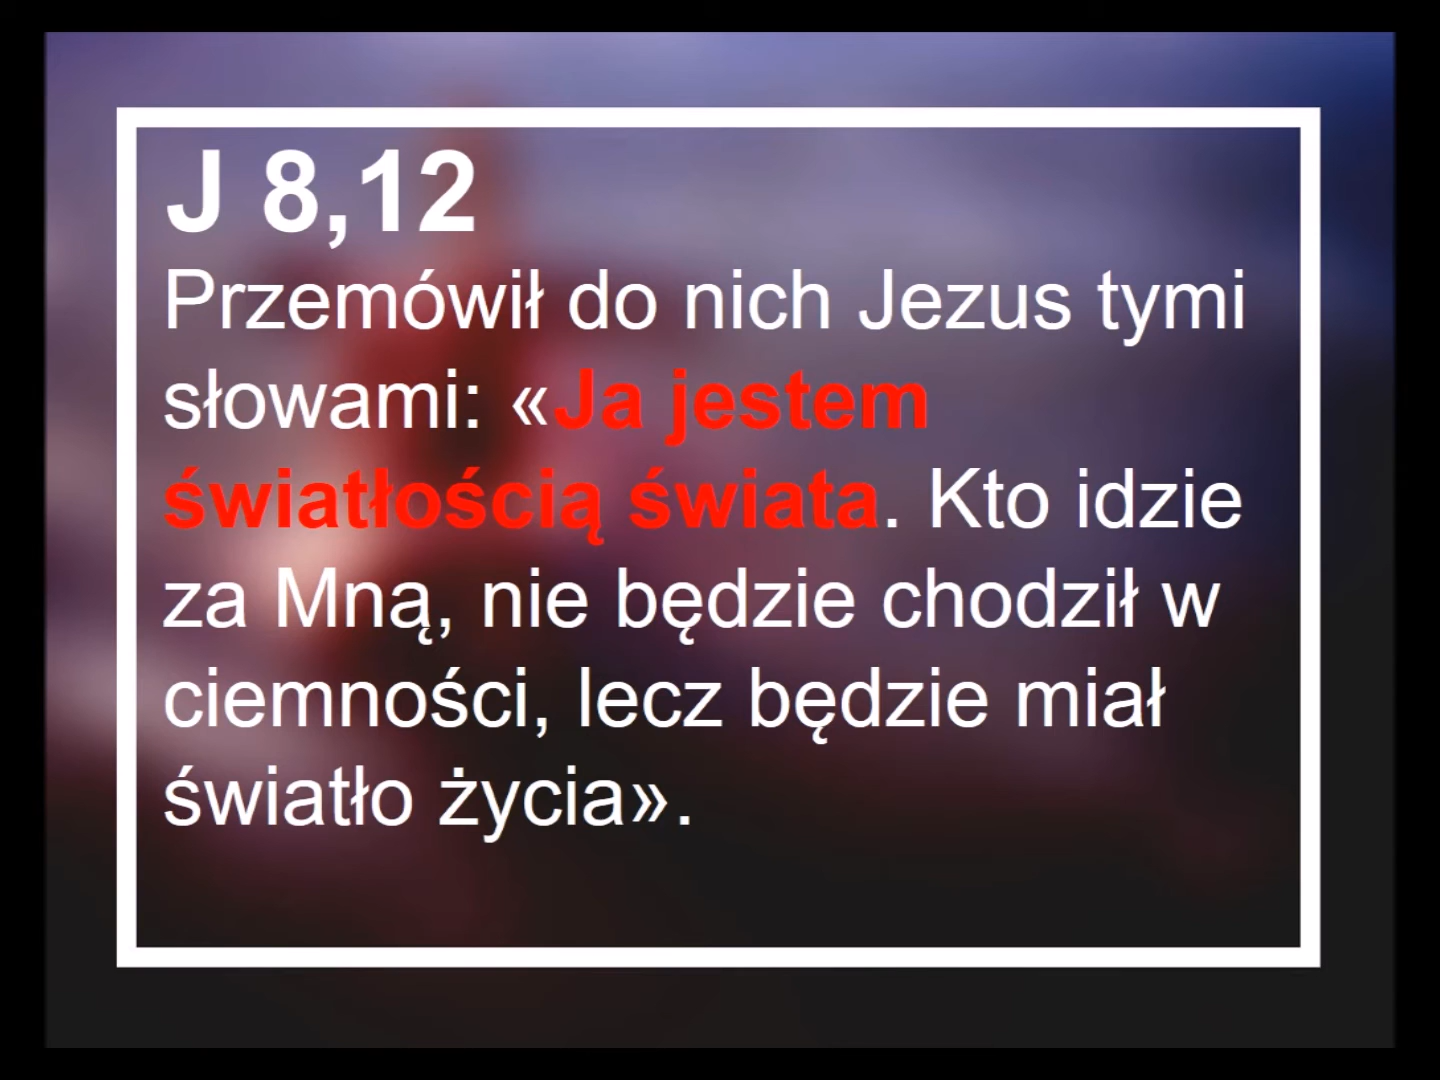 J 8,12
Przemówił do nich Jezus tymi
słowami: «Ja jestem
światłością świata. Kto idzie
za Mną, nie będzie chodził w
ciemności, lecz będzie miał
światło życia».